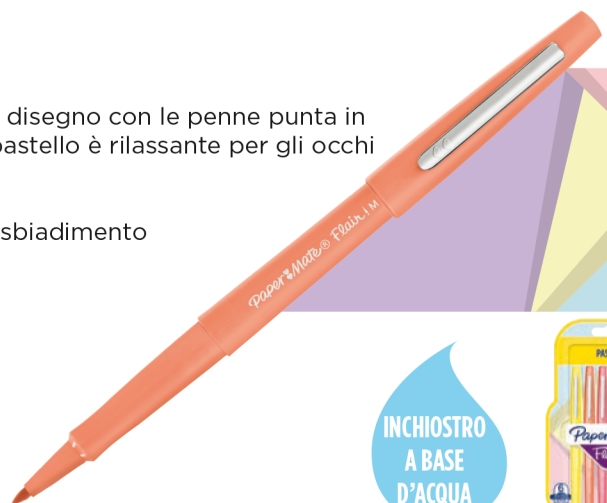 disegno con le penne punta in
pastello è rilassante per gli occhi
sbiadimento
Paper Mate® Flair M
INCHIOSTRO
A BASE
D'ACQUA